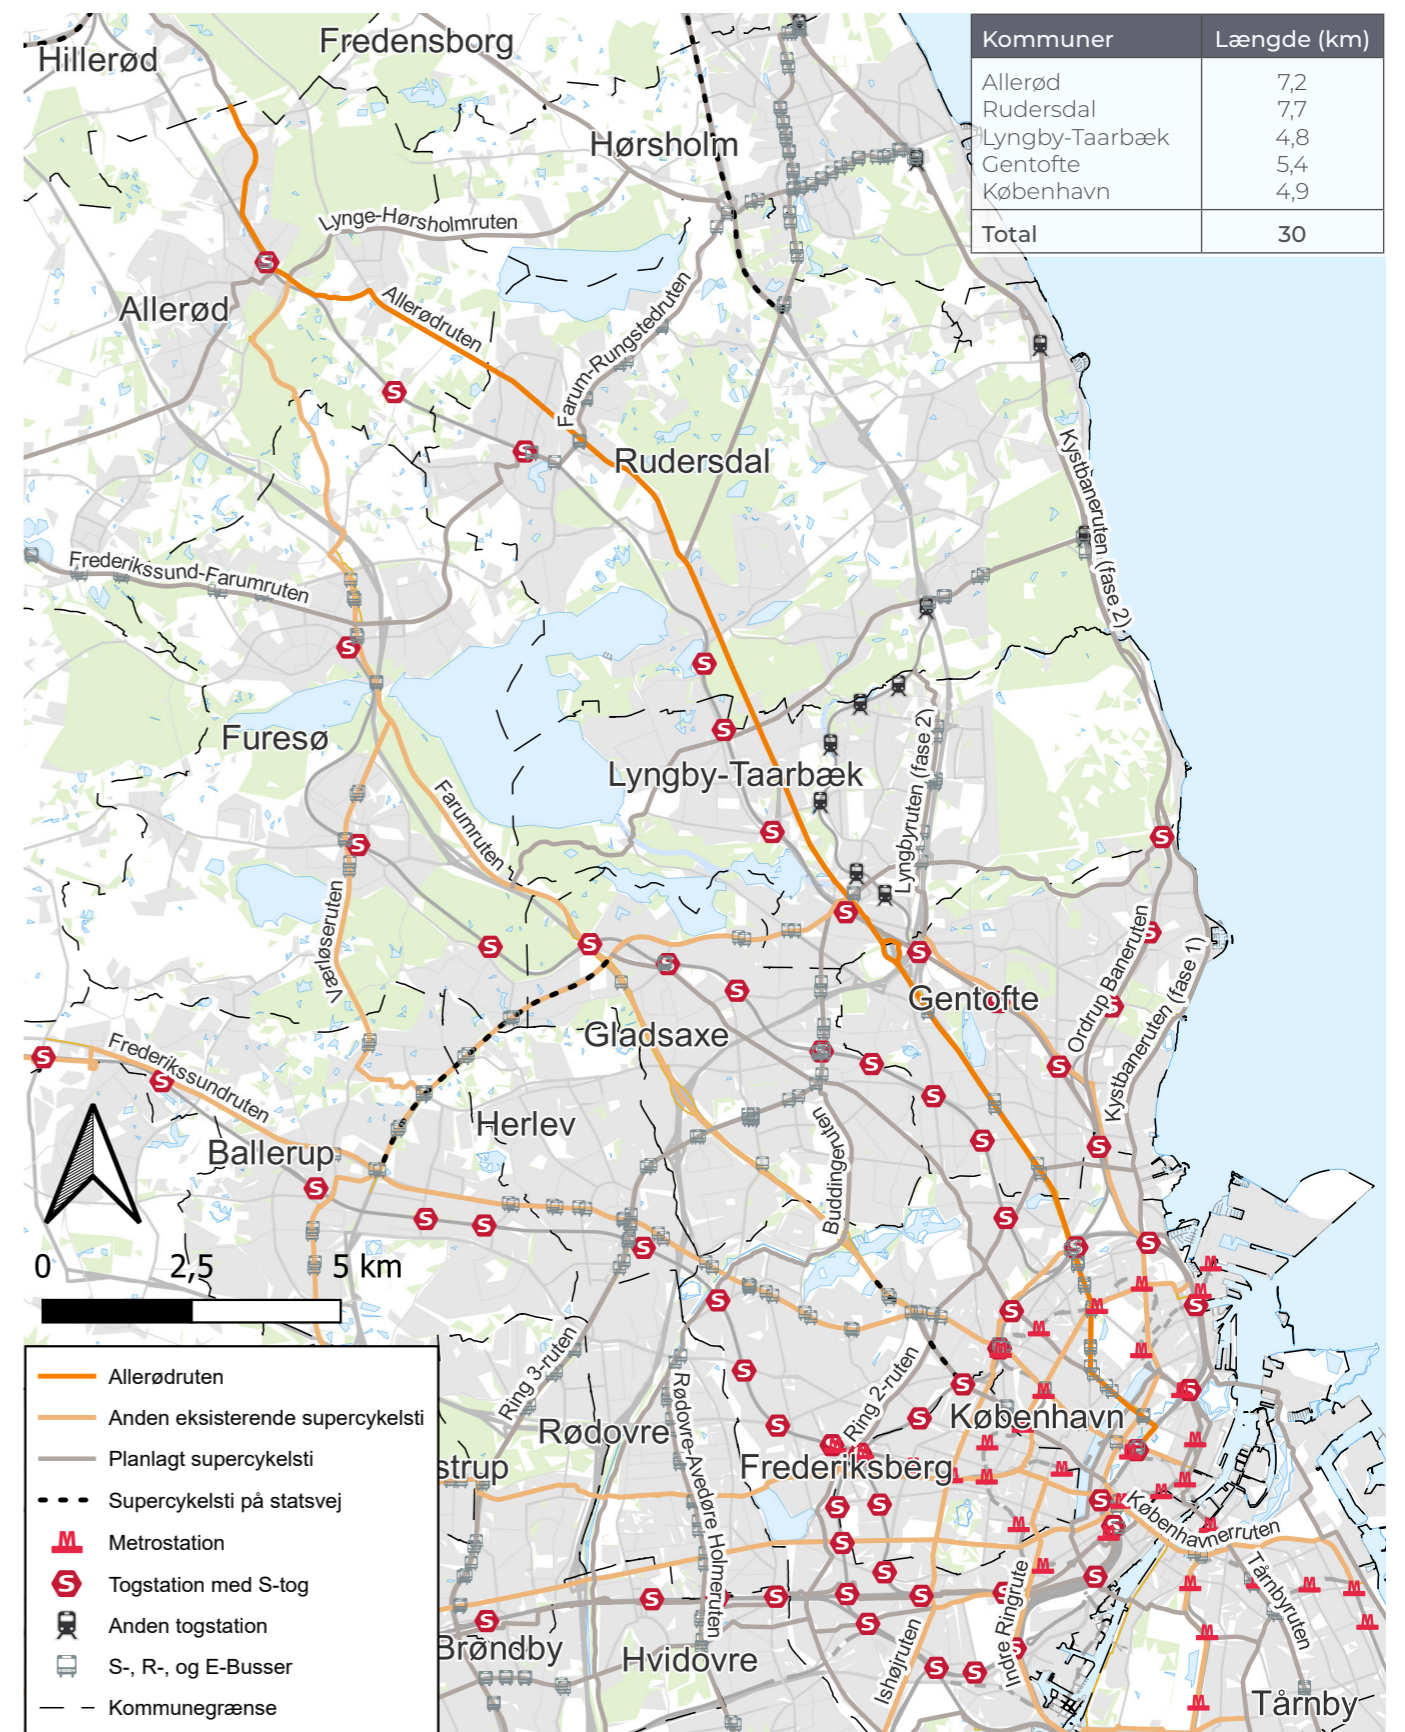 Hillerød
Fredensborg
Hørsholm
Kommuner Længde (km)
Allerød 7,2
Rudersdal 7,7
Lyngby-Taarbæk 4,8
Gentofte 5,4
København 4,9
Total 30
Lynge-Hørsholmruten
Allerød
Allerødruten
Farum-Rungstedruten
Rudersdal
Kystbaneruten (fase 2)
Frederikssund-Farumruten
Furesø
Lyngby-Taarbæk
Lyngbyruten (fase 2)
Farumruten
Værløseruten
Ordrup Baneruten
Kystbaneruten (fase 1)
Gentofte
Gladsaxe
Frederikssundruten
Herlev
Ballerup
Buddingeruten
0 2,5 5 km
Ring 3-ruten
Rødovre
Rødovre-Avedøre Holmeruten
Ring 2-ruten
København
Frederiksberg
strup
Københavnerruten
Tårnbyruten
Indre Ringrute
Ishøjruten
Brøndby
Hvidovre
Tårnby
Allerødruten
Anden eksisterende supercykelsti
Planlagt supercykelsti
Supercykelsti på statsvej
M Metrostation
S Togstation med S-tog
Anden togstation
S-, R-, og E-Busser
Kommunegrænse